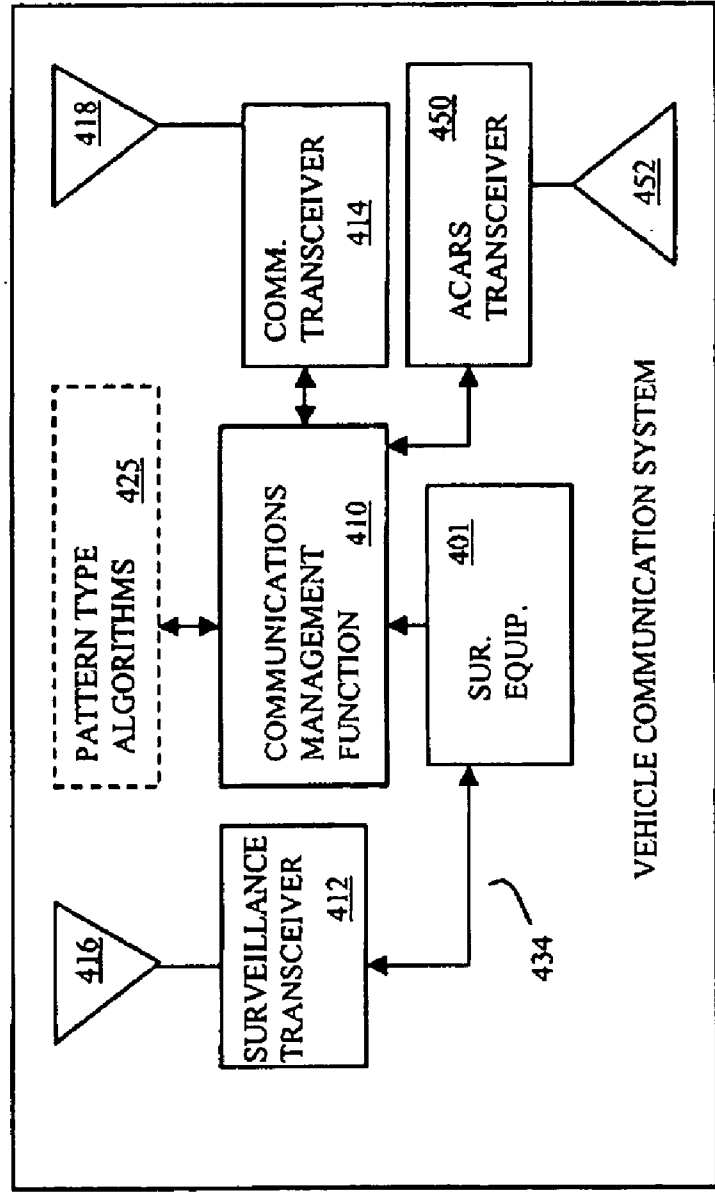 416
SURVEILLANCE
TRANSCEIVER
412
434
PATTERN TYPE
ALGORITHMS 425
COMMUNICATIONS
MANAGEMENT
FUNCTION 410
SUR.
EQUIP.
401
418
COMM.
TRANSCEIVER
414
ACARS
TRANSCEIVER
450
452
VEHICLE COMMUNICATION SYSTEM